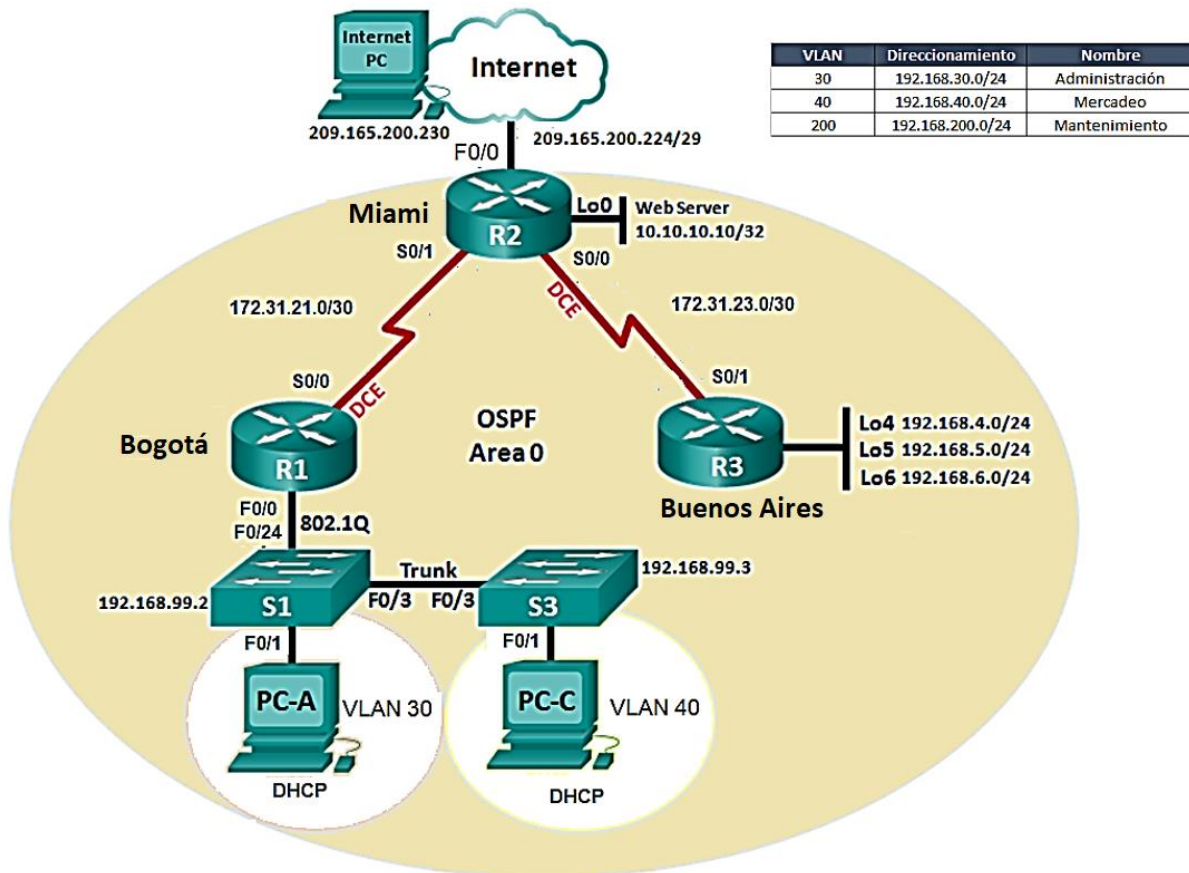 Internet
PC
Internet
209.165.200.230
209.165.200.224/29
F0/0
VLAN Direccionamiento Nombre
30 192.168.30.0/24 Administración
40 192.168.40.0/24 Mercadeo
200 192.168.200.0/24 Mantenimiento
Miami
R2
Lo0
Web Server
10.10.10.10/32
S0/1
S0/0
DCE
172.31.21.0/30
172.31.23.0/30
S0/0
DCE
S0/1
Bogotá
R1
OSPF
Area 0
R3
Buenos Aires
Lo4 192.168.4.0/24
Lo5 192.168.5.0/24
Lo6 192.168.6.0/24
F0/0
F0/24
802.1Q
Trunk
192.168.99.2
S1
F0/3
F0/3
S3
192.168.99.3
F0/1
F0/1
PC-A
VLAN 30
PC-C
VLAN 40
DHCP
DHCP